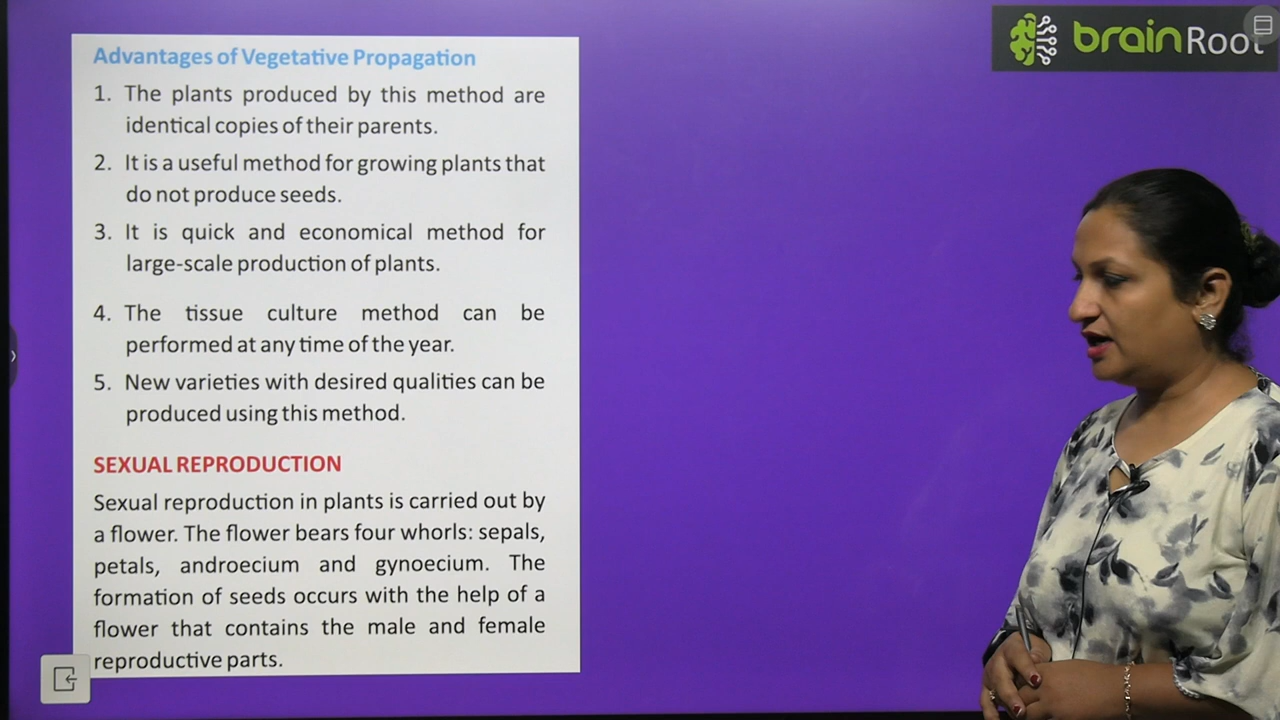 brainRoot
Advantages of Vegetative Propagation
1. The plants produced by this method are
identical copies of their parents.
2. It is a useful method for growing plants that
do not produce seeds.
3. It is quick and economical method for
large-scale production of plants.
4. The tissue culture method can be
performed at any time of the year.
5. New varieties with desired qualities can be
produced using this method.
SEXUAL REPRODUCTION
Sexual reproduction in plants is carried out by
a flower. The flower bears four whorls: sepals,
petals, androecium and gynoecium. The
formation of seeds occurs with the help of a
flower that contains the male and female
reproductive parts.